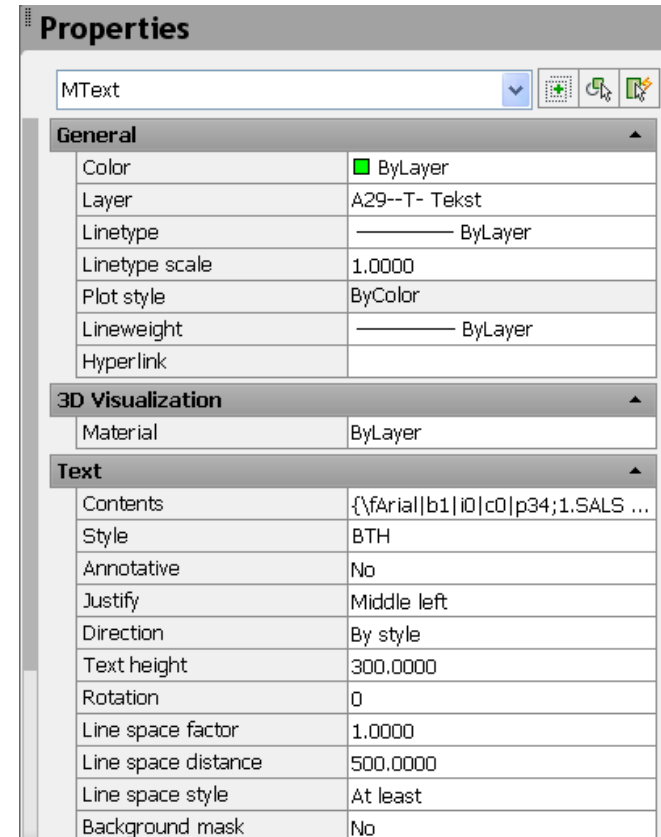 Properties
MText
General
Color ByLayer
Layer A29--T- Tekst
Linetype ByLayer
Linetype scale 1.0000
Plot style ByColor
Lineweight ByLayer
Hyperlink
3D Visualization
Material ByLayer
Text
Contents {\fArial|b1|i0|c0|p34;1.SALS ...
Style BTH
Annotative No
Justify Middle left
Direction By style
Text height 300.0000
Rotation 0
Line space factor 1.0000
Line space distance 500.0000
Line space style At least
Background mask No